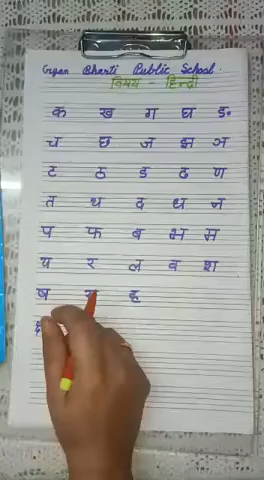 Gyan Bharti Public School.
विषय - हिन्दी
क ख ग घ ङ
च छ ज झ ञ
ट ठ ड ढ ण
त थ द ध न
प फ ब भ म
य र ल व श
ष स ह